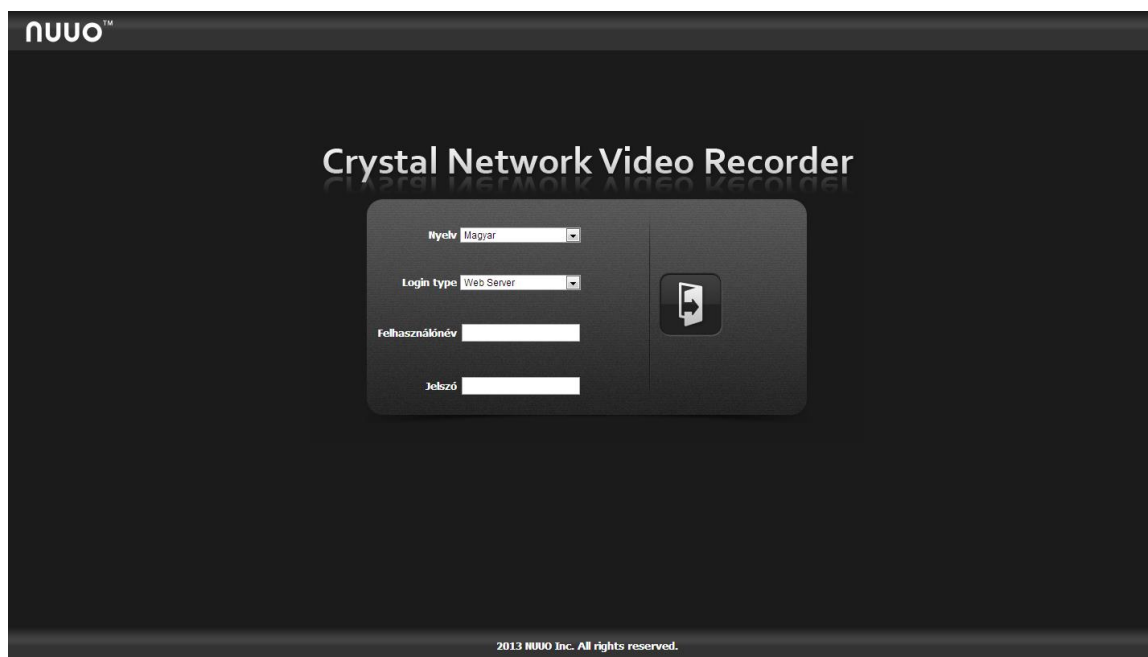 nuuo™
Crystal Network Video Recorder
Nyelv Magyar
Login type Web Server
Felhasználónév
Jelszó
2013 NUUO Inc. All rights reserved.